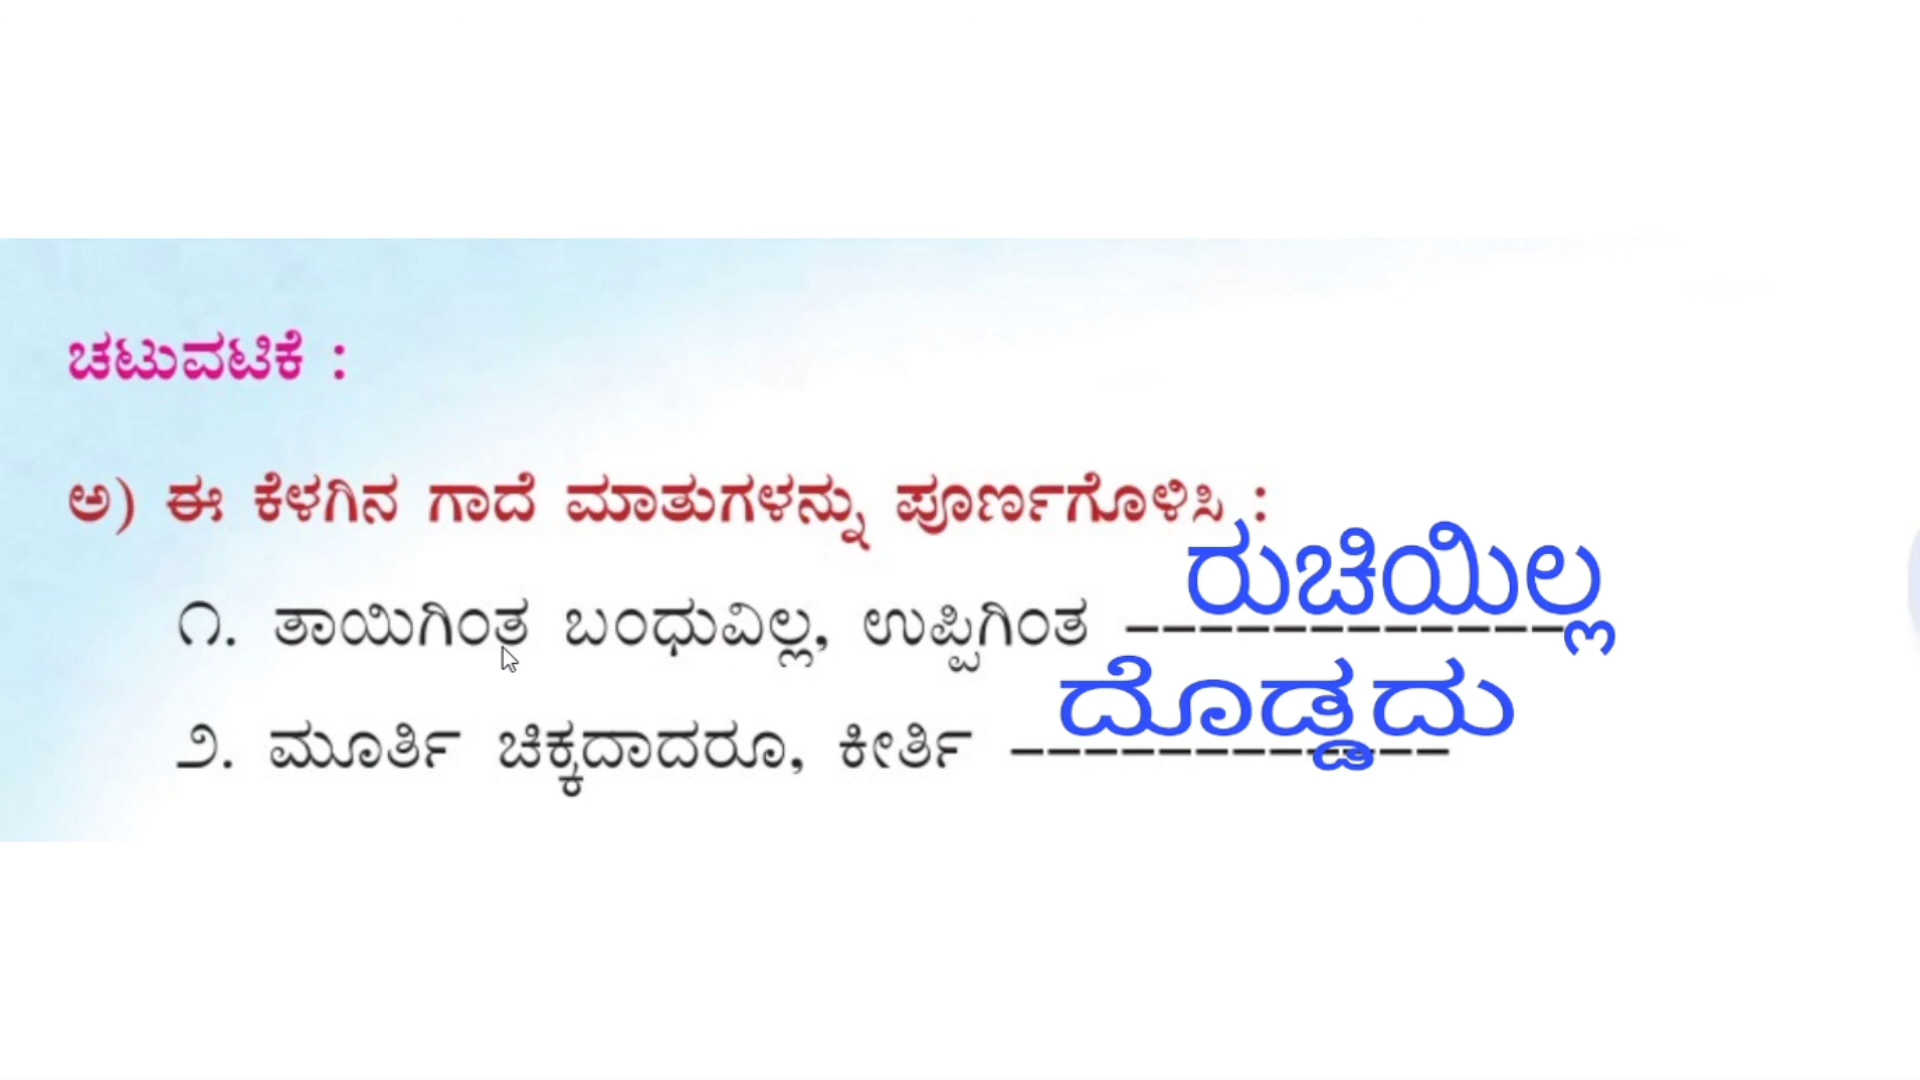 ಚಟುವಟಿಕೆ :
ಅ) ಈ ಕೆಳಗಿನ ಗಾದೆ ಮಾತುಗಳನ್ನು ಪೂರ್ಣಗೊಳಿಸಿ :
೧. ತಾಯಿಗಿಂತ ಬಂಧುವಿಲ್ಲ, ಉಪ್ಪಿಗಿಂತ ------------ ರುಚಿಯಿಲ್ಲ
೨. ಮೂರ್ತಿ ಚಿಕ್ಕದಾದರೂ, ಕೀರ್ತಿ ------------ ದೊಡ್ಡದು